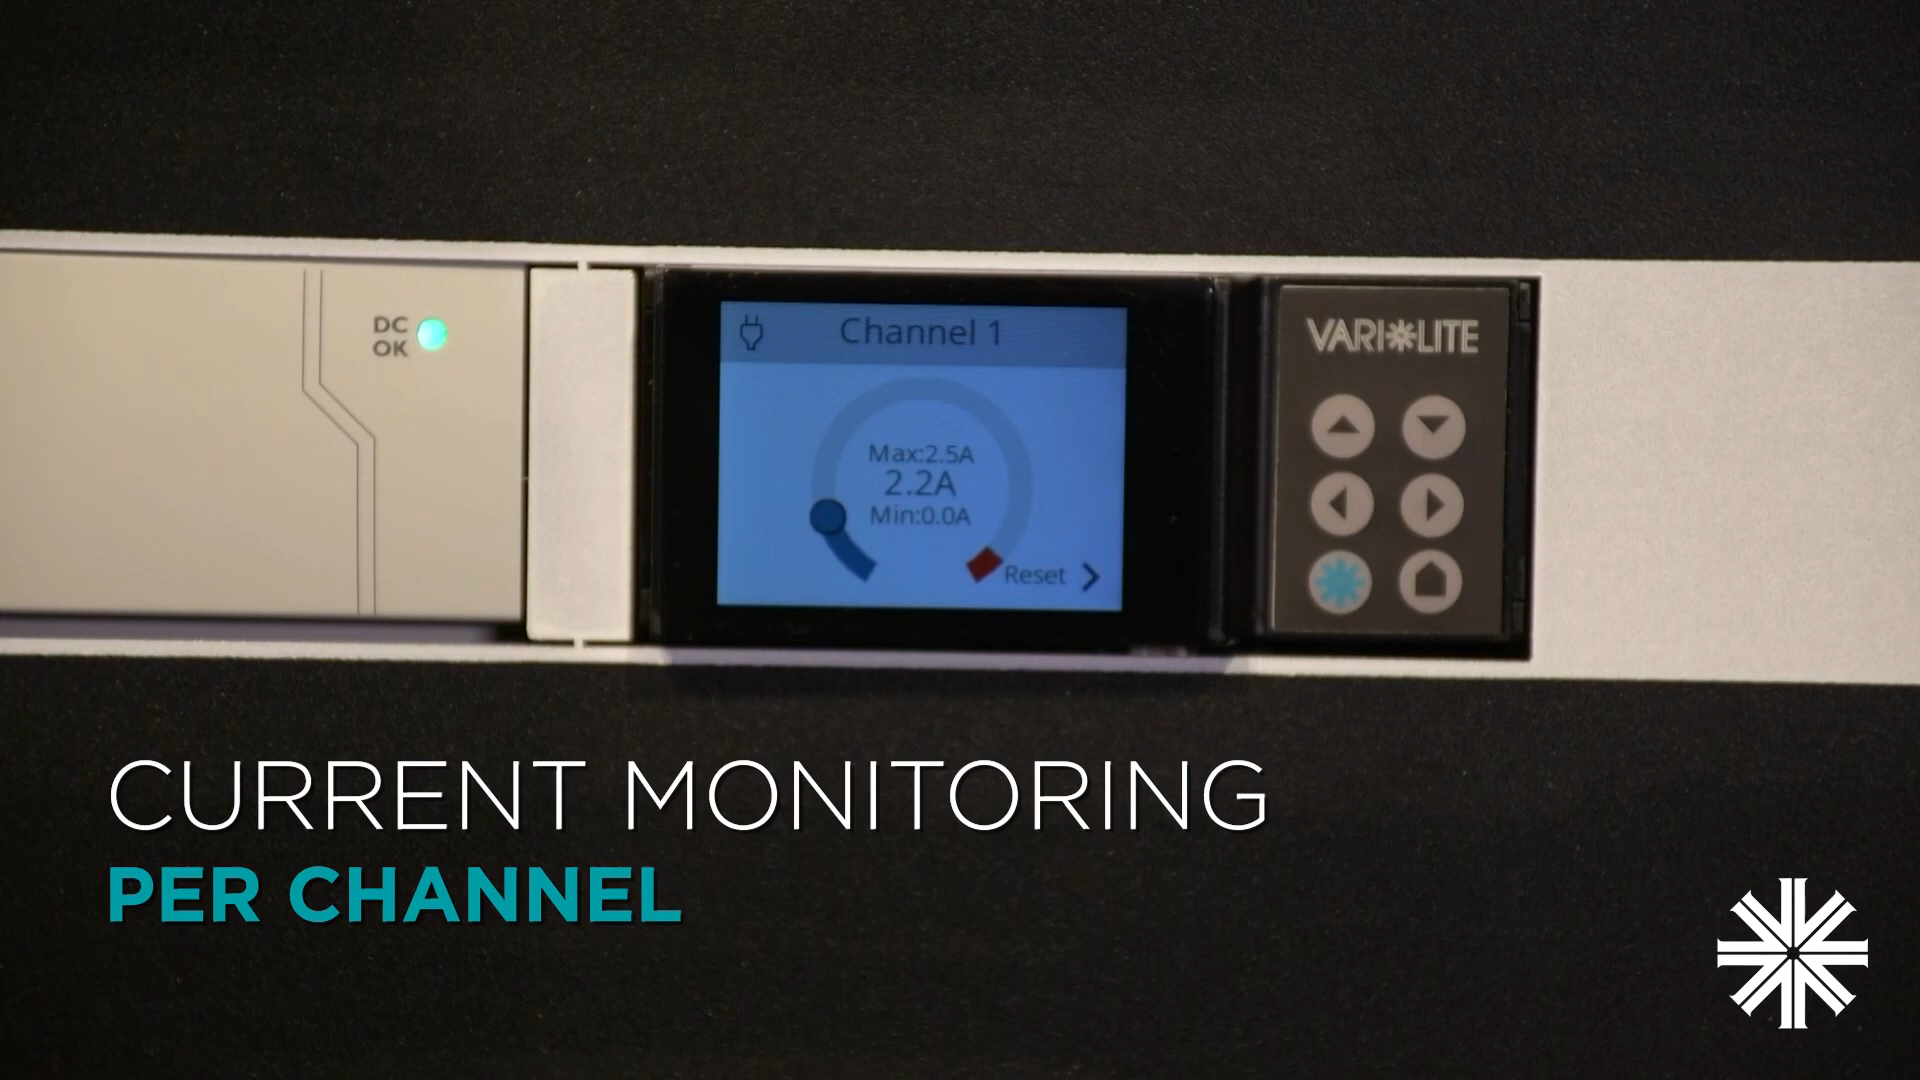 DC
OK
Channel 1
Max:2.5A
2.2A
Min:0.0A
Reset
VARI*LITE
CURRENT MONITORING
PER CHANNEL